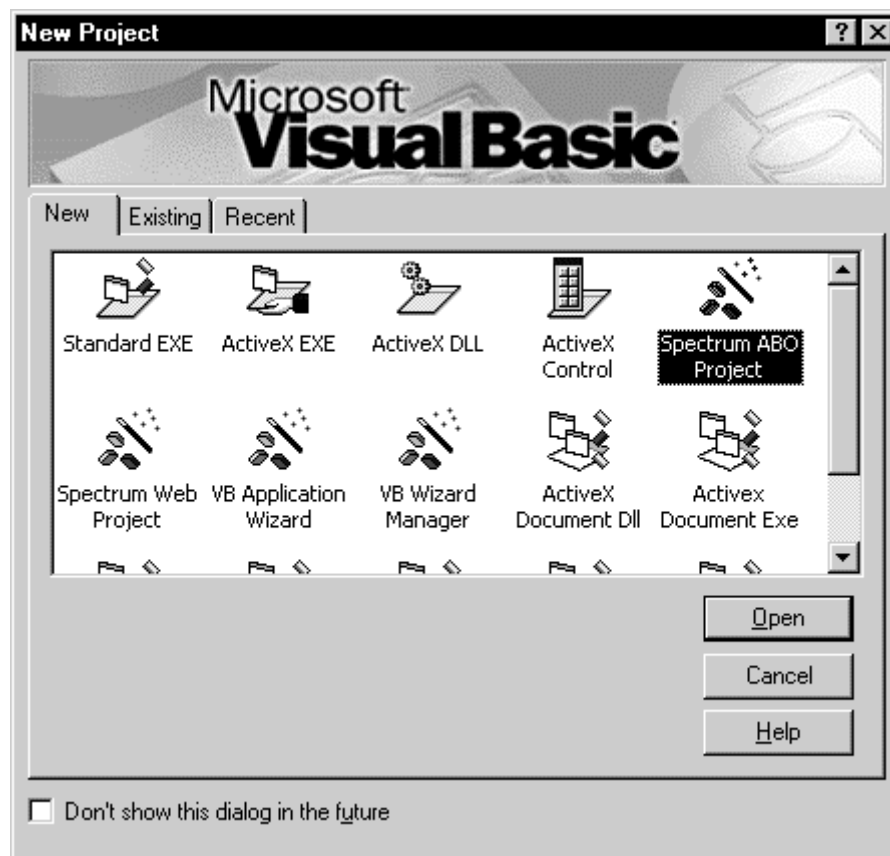 New Project
Microsoft
Visual Basic
New Existing Recent
Standard EXE ActiveX EXE ActiveX DLL ActiveX Spectrum ABO
Control Project
Spectrum Web VB Application VB Wizard ActiveX Activex
Project Wizard Manager Document Dll Document Exe
Open
Cancel
Help
Don't show this dialog in the future